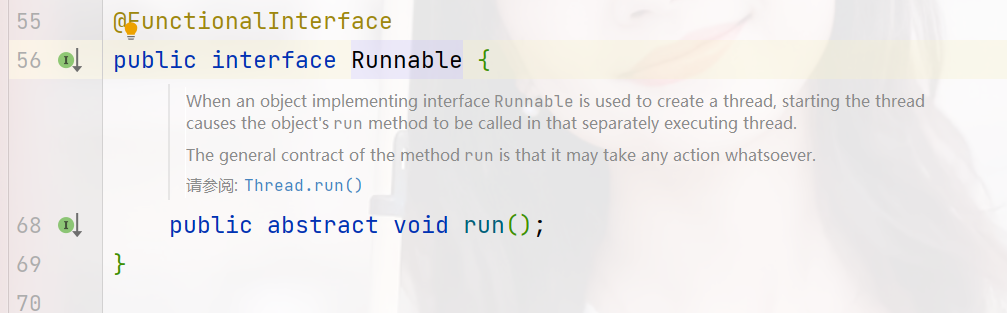 55 @FunctionalInterface
56 public interface Runnable {
When an object implementing interface Runnable is used to create a thread, starting the thread
causes the object's run method to be called in that separately executing thread.
The general contract of the method run is that it may take any action whatsoever.
请参阅: Thread.run()
68 public abstract void run();
69 }
70